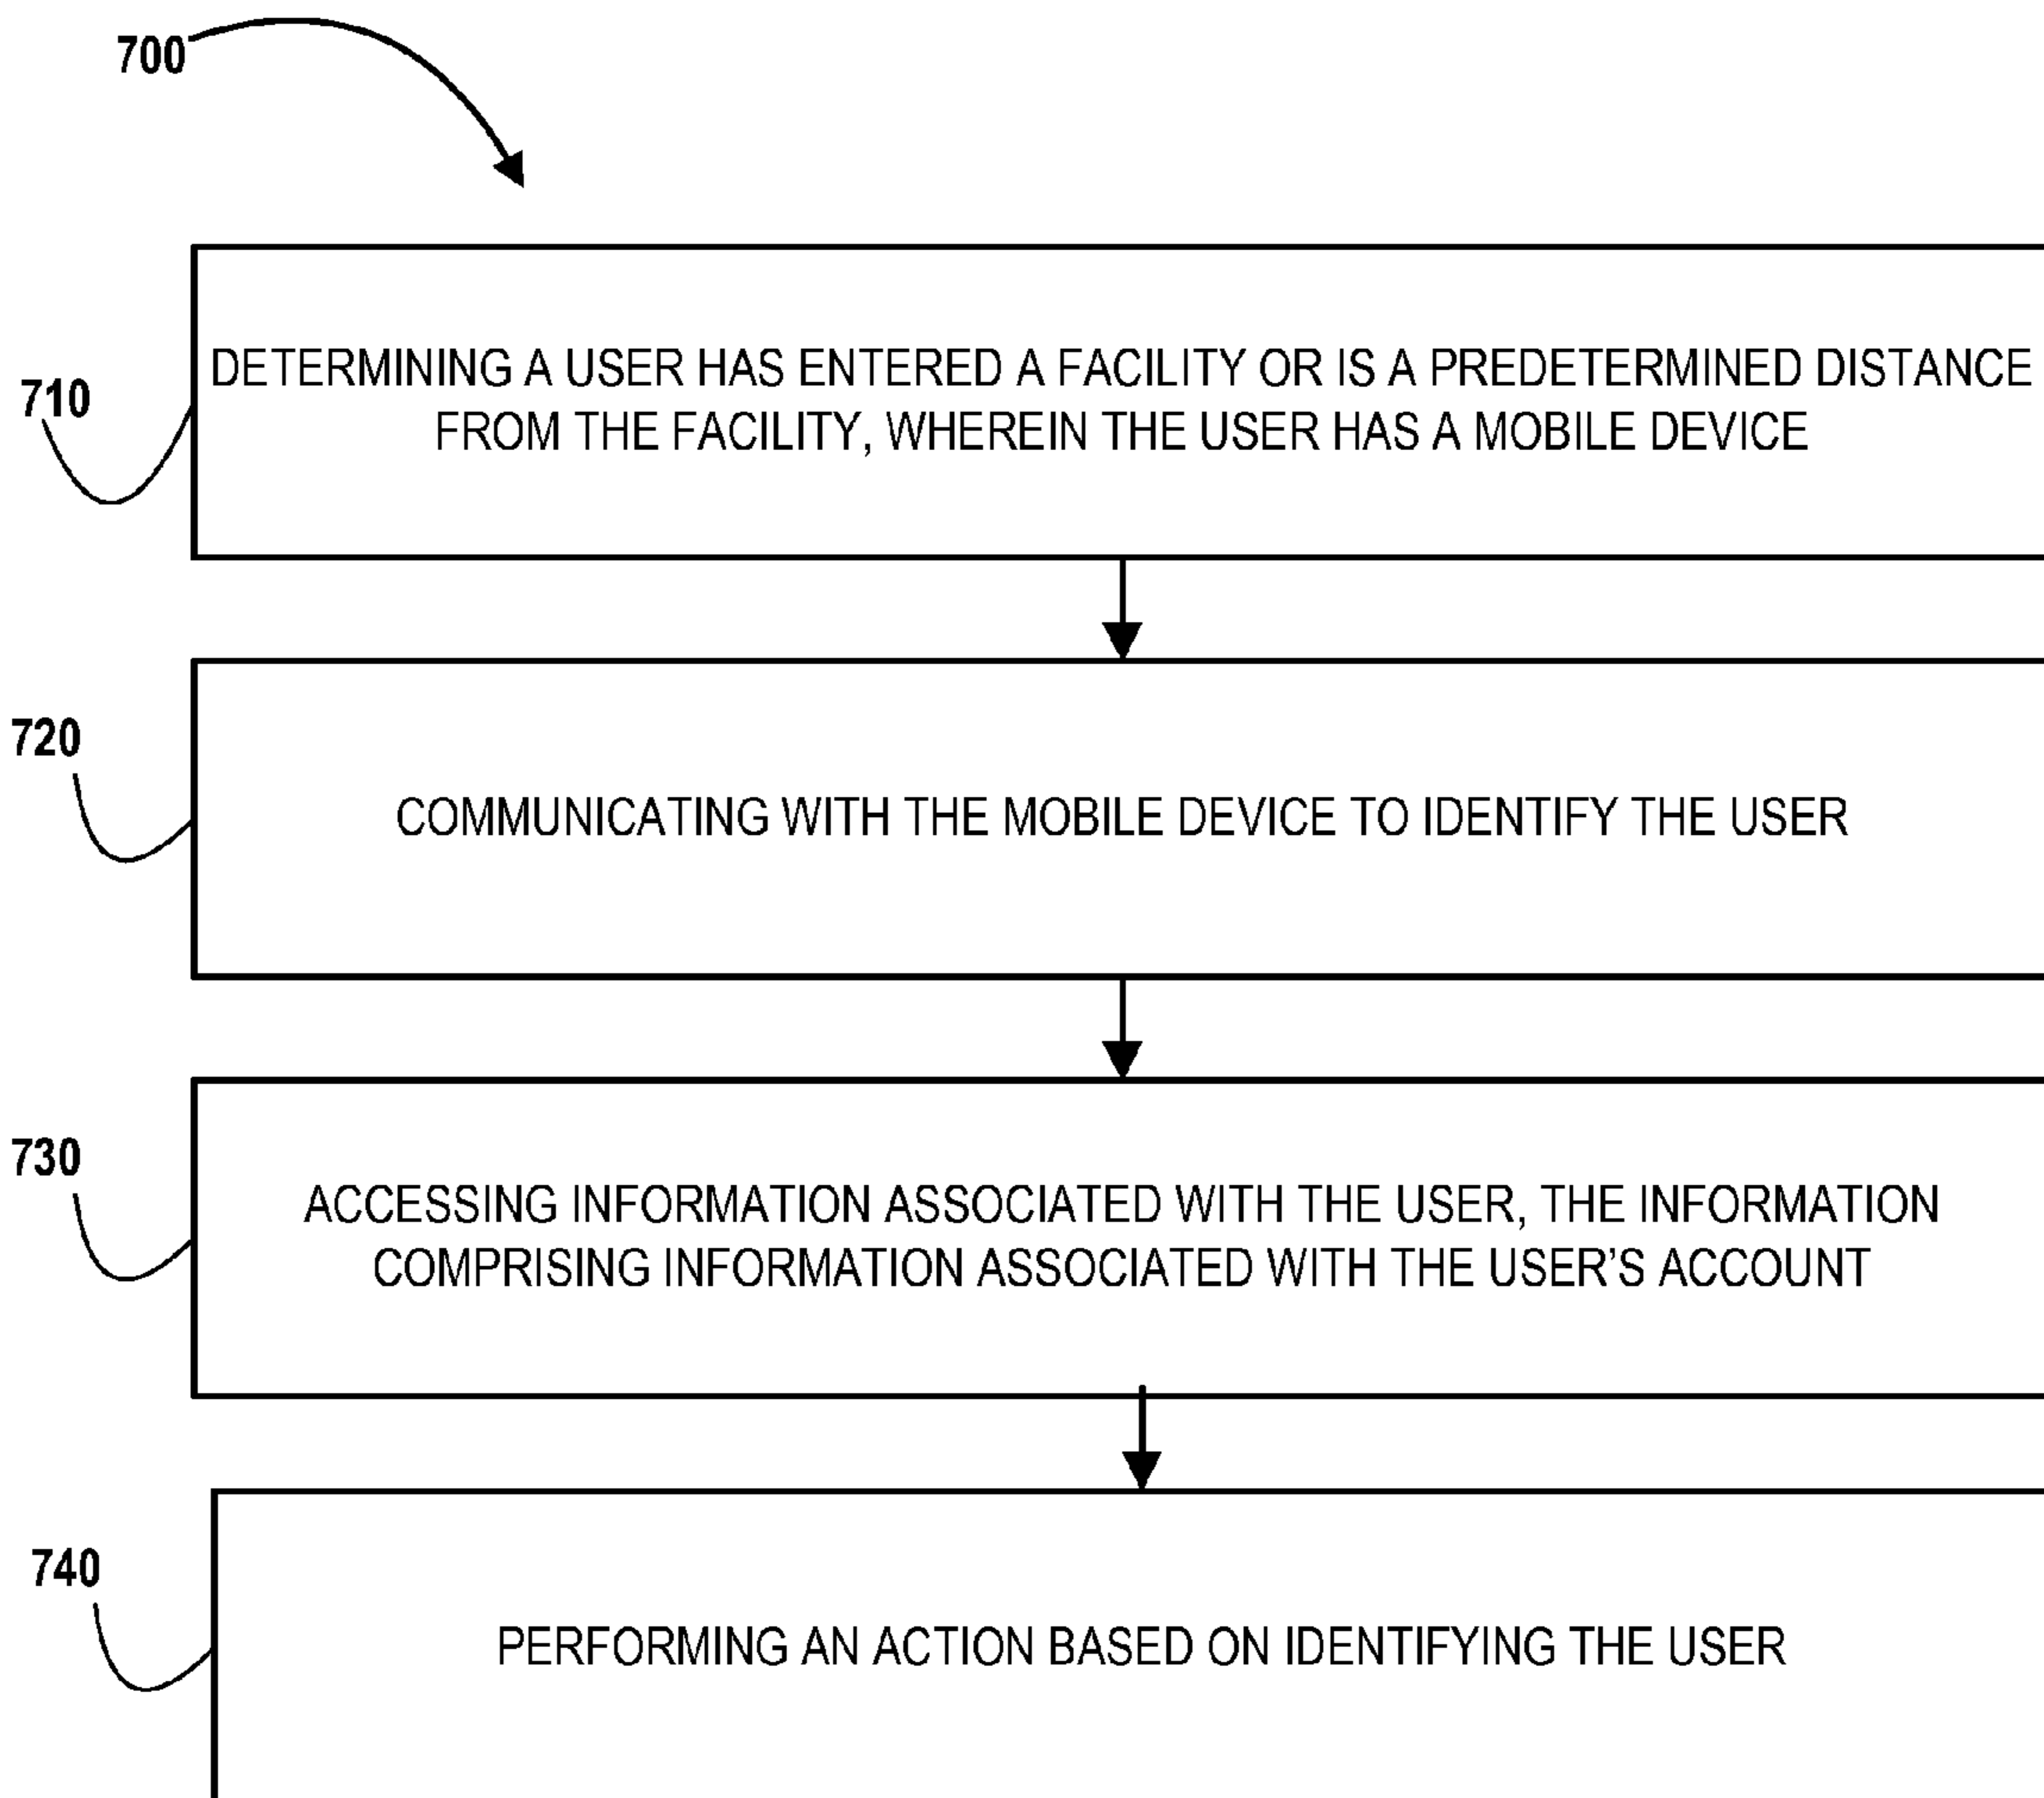 700
710
DETERMINING A USER HAS ENTERED A FACILITY OR IS A PREDETERMINED DISTANCE
FROM THE FACILITY, WHEREIN THE USER HAS A MOBILE DEVICE
720
COMMUNICATING WITH THE MOBILE DEVICE TO IDENTIFY THE USER
730
ACCESSING INFORMATION ASSOCIATED WITH THE USER, THE INFORMATION
COMPRISING INFORMATION ASSOCIATED WITH THE USER'S ACCOUNT
740
PERFORMING AN ACTION BASED ON IDENTIFYING THE USER